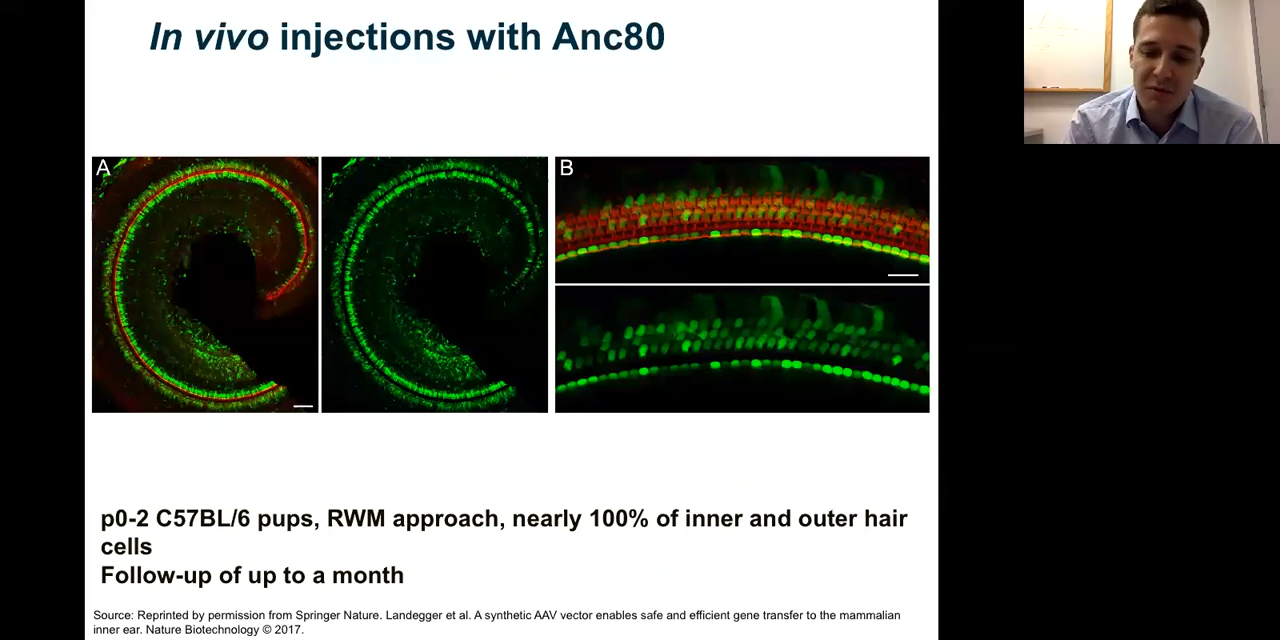 In vivo injections with Anc80
A
B
p0-2 C57BL/6 pups, RWM approach, nearly 100% of inner and outer hair
cells
Follow-up of up to a month
Source: Reprinted by permission from Springer Nature. Landegger et al. A synthetic AAV vector enables safe and efficient gene transfer to the mammalian
inner ear. Nature Biotechnology © 2017.